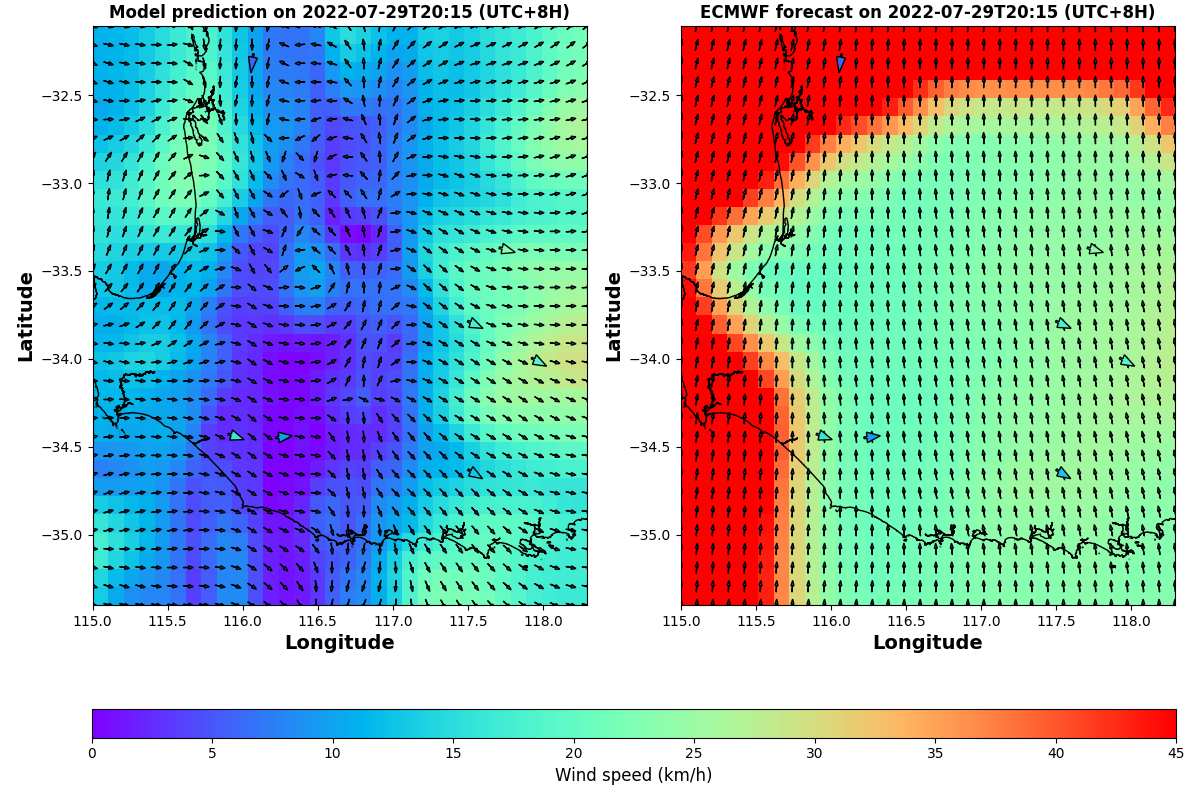 Model prediction on 2022-07-29T20:15 (UTC+8H)
ECMWF forecast on 2022-07-29T20:15 (UTC+8H)
Latitude
−32.5
−33.0
−33.5
−34.0
−34.5
−35.0
115.0 115.5 116.0 116.5 117.0 117.5 118.0
Longitude
Latitude
−32.5
−33.0
−33.5
−34.0
−34.5
−35.0
115.0 115.5 116.0 116.5 117.0 117.5 118.0
Longitude
0 5 10 15 20 25 30 35 40 45
Wind speed (km/h)